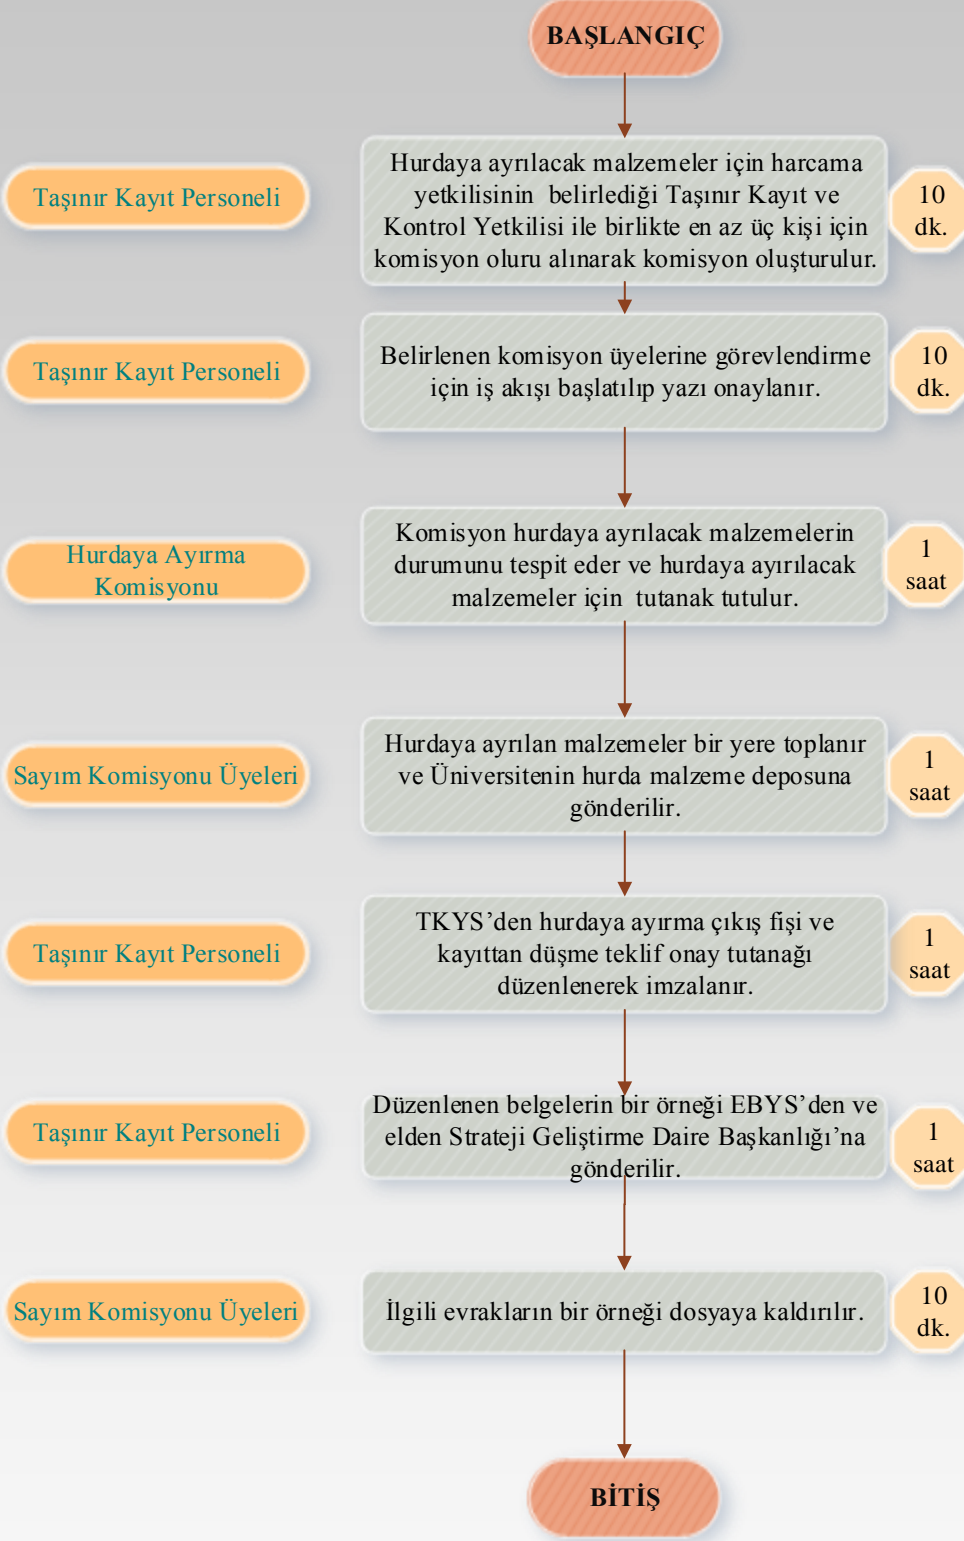 BAŞLANGIÇ
Taşınır Kayıt Personeli
Hurdaya ayrılacak malzemeler için harcama
yetkilisinin belirlediği Taşınır Kayıt ve
Kontrol Yetkilisi ile birlikte en az üç kişi için
komisyon oluru alınarak komisyon oluşturulur.
10
dk.
Taşınır Kayıt Personeli
Belirlenen komisyon üyelerine görevlendirme
için iş akışı başlatılıp yazı onaylanır.
10
dk.
Hurdaya Ayırma
Komisyonu
Komisyon hurdaya ayrılacak malzemelerin
durumunu tespit eder ve hurdaya ayırılacak
malzemeler için tutanak tutulur.
1
saat
Sayım Komisyonu Üyeleri
Hurdaya ayrılan malzemeler bir yere toplanır
ve Üniversitenin hurda malzeme deposuna
gönderilir.
1
saat
Taşınır Kayıt Personeli
TKYS’den hurdaya ayırma çıkış fişi ve
kayıttan düşme teklif onay tutanağı
düzenlenerek imzalanır.
1
saat
Taşınır Kayıt Personeli
Düzenlenen belgelerin bir örneği EBYS’den ve
elden Strateji Geliştirme Daire Başkanlığı’na
gönderilir.
1
saat
Sayım Komisyonu Üyeleri
İlgili evrakların bir örneği dosyaya kaldırılır.
10
dk.
BİTİŞ